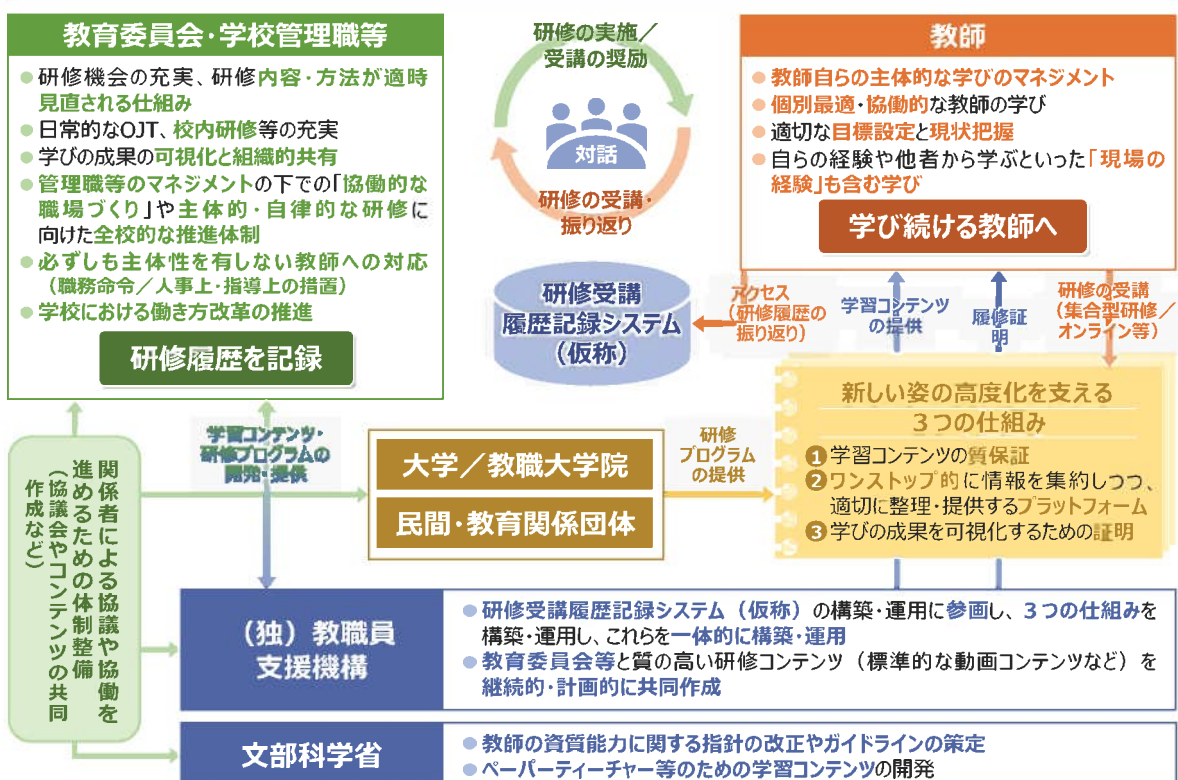 教育委員会・学校管理職等
● 研修機会の充実、研修内容・方法が適時
見直される仕組み
● 日常的なOJT、校内研修等の充実
● 学びの成果の可視化と組織的共有
● 管理職等のマネジメントの下での「協働的な
職場づくり」や主体的・自律的な研修に
向けた全校的な推進体制
● 必ずしも主体性を有しない教師への対応
（職務命令／人事上・指導上の措置）
● 学校における働き方改革の推進
研修履歴を記録
研修の実施／
受講の奨励
対話
研修の受講・
振り返り
研修受講
履歴記録システム
（仮称）
教師
● 教師自らの主体的な学びのマネジメント
● 個別最適・協働的な教師の学び
● 適切な目標設定と現状把握
● 自らの経験や他者から学ぶといった「現場の
経験」も含む学び
学び続ける教師へ
アクセス
（研修履歴の
振り返り）
学習コンテンツ
の提供
履修証
明
研修の受講
（集合型研修／
オンライン等）
新しい姿の高度化を支える
３つの仕組み
❶ 学習コンテンツの質保証
❷ ワンストップ的に情報を集約しつつ、
適切に整理・提供するプラットフォーム
❸ 学びの成果を可視化するための証明
学習コンテンツ・
研修プログラムの
開発・提供
大学／教職大学院
民間・教育関係団体
研修
プログラム
の提供
関係者による協議や協働を
進めるための体制整備
（協議会やコンテンツの共同
作成など）
（独）教職員
支援機構
● 研修受講履歴記録システム（仮称）の構築・運用に参画し、３つの仕組みを
構築・運用し、これらを一体的に構築・運用
● 教育委員会等と質の高い研修コンテンツ（標準的な動画コンテンツなど）を
継続的・計画的に共同作成
文部科学省
● 教師の資質能力に関する指針の改正やガイドラインの策定
● ペーパーティーチャー等のための学習コンテンツの開発